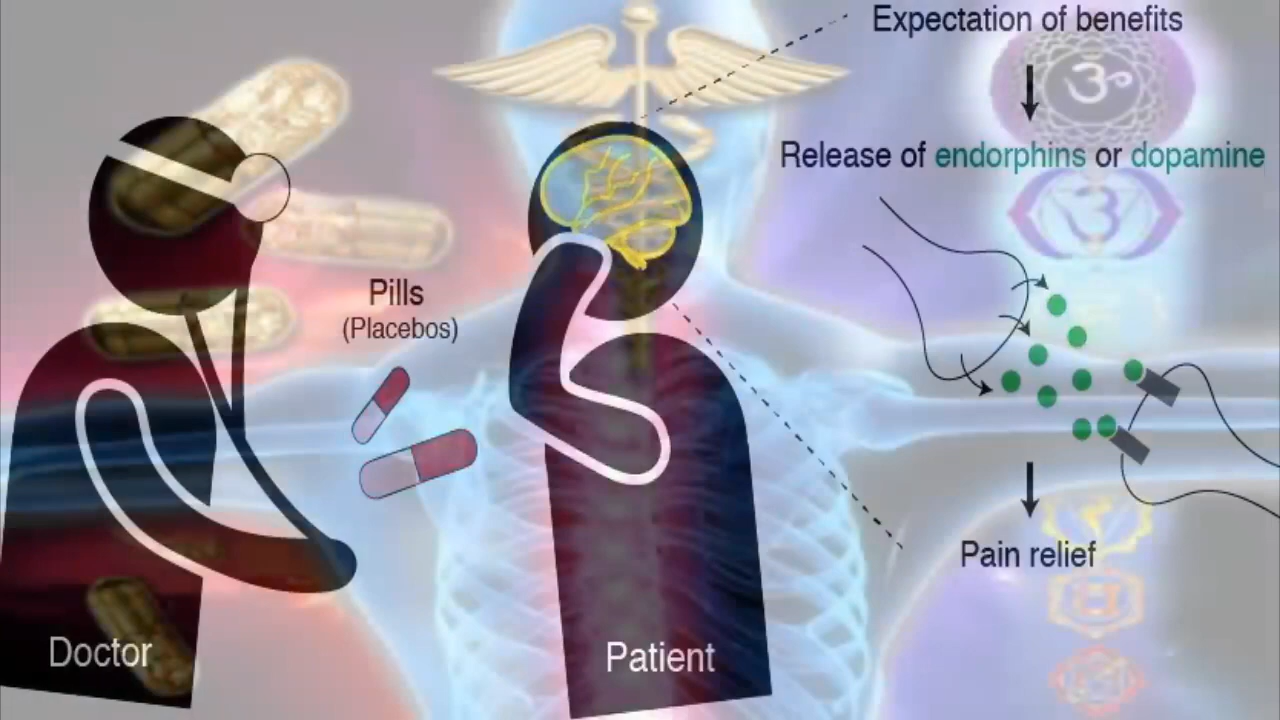 Expectation of benefits
Release of endorphins or dopamine
Pills
(Placebos)
Pain relief
Doctor
Patient